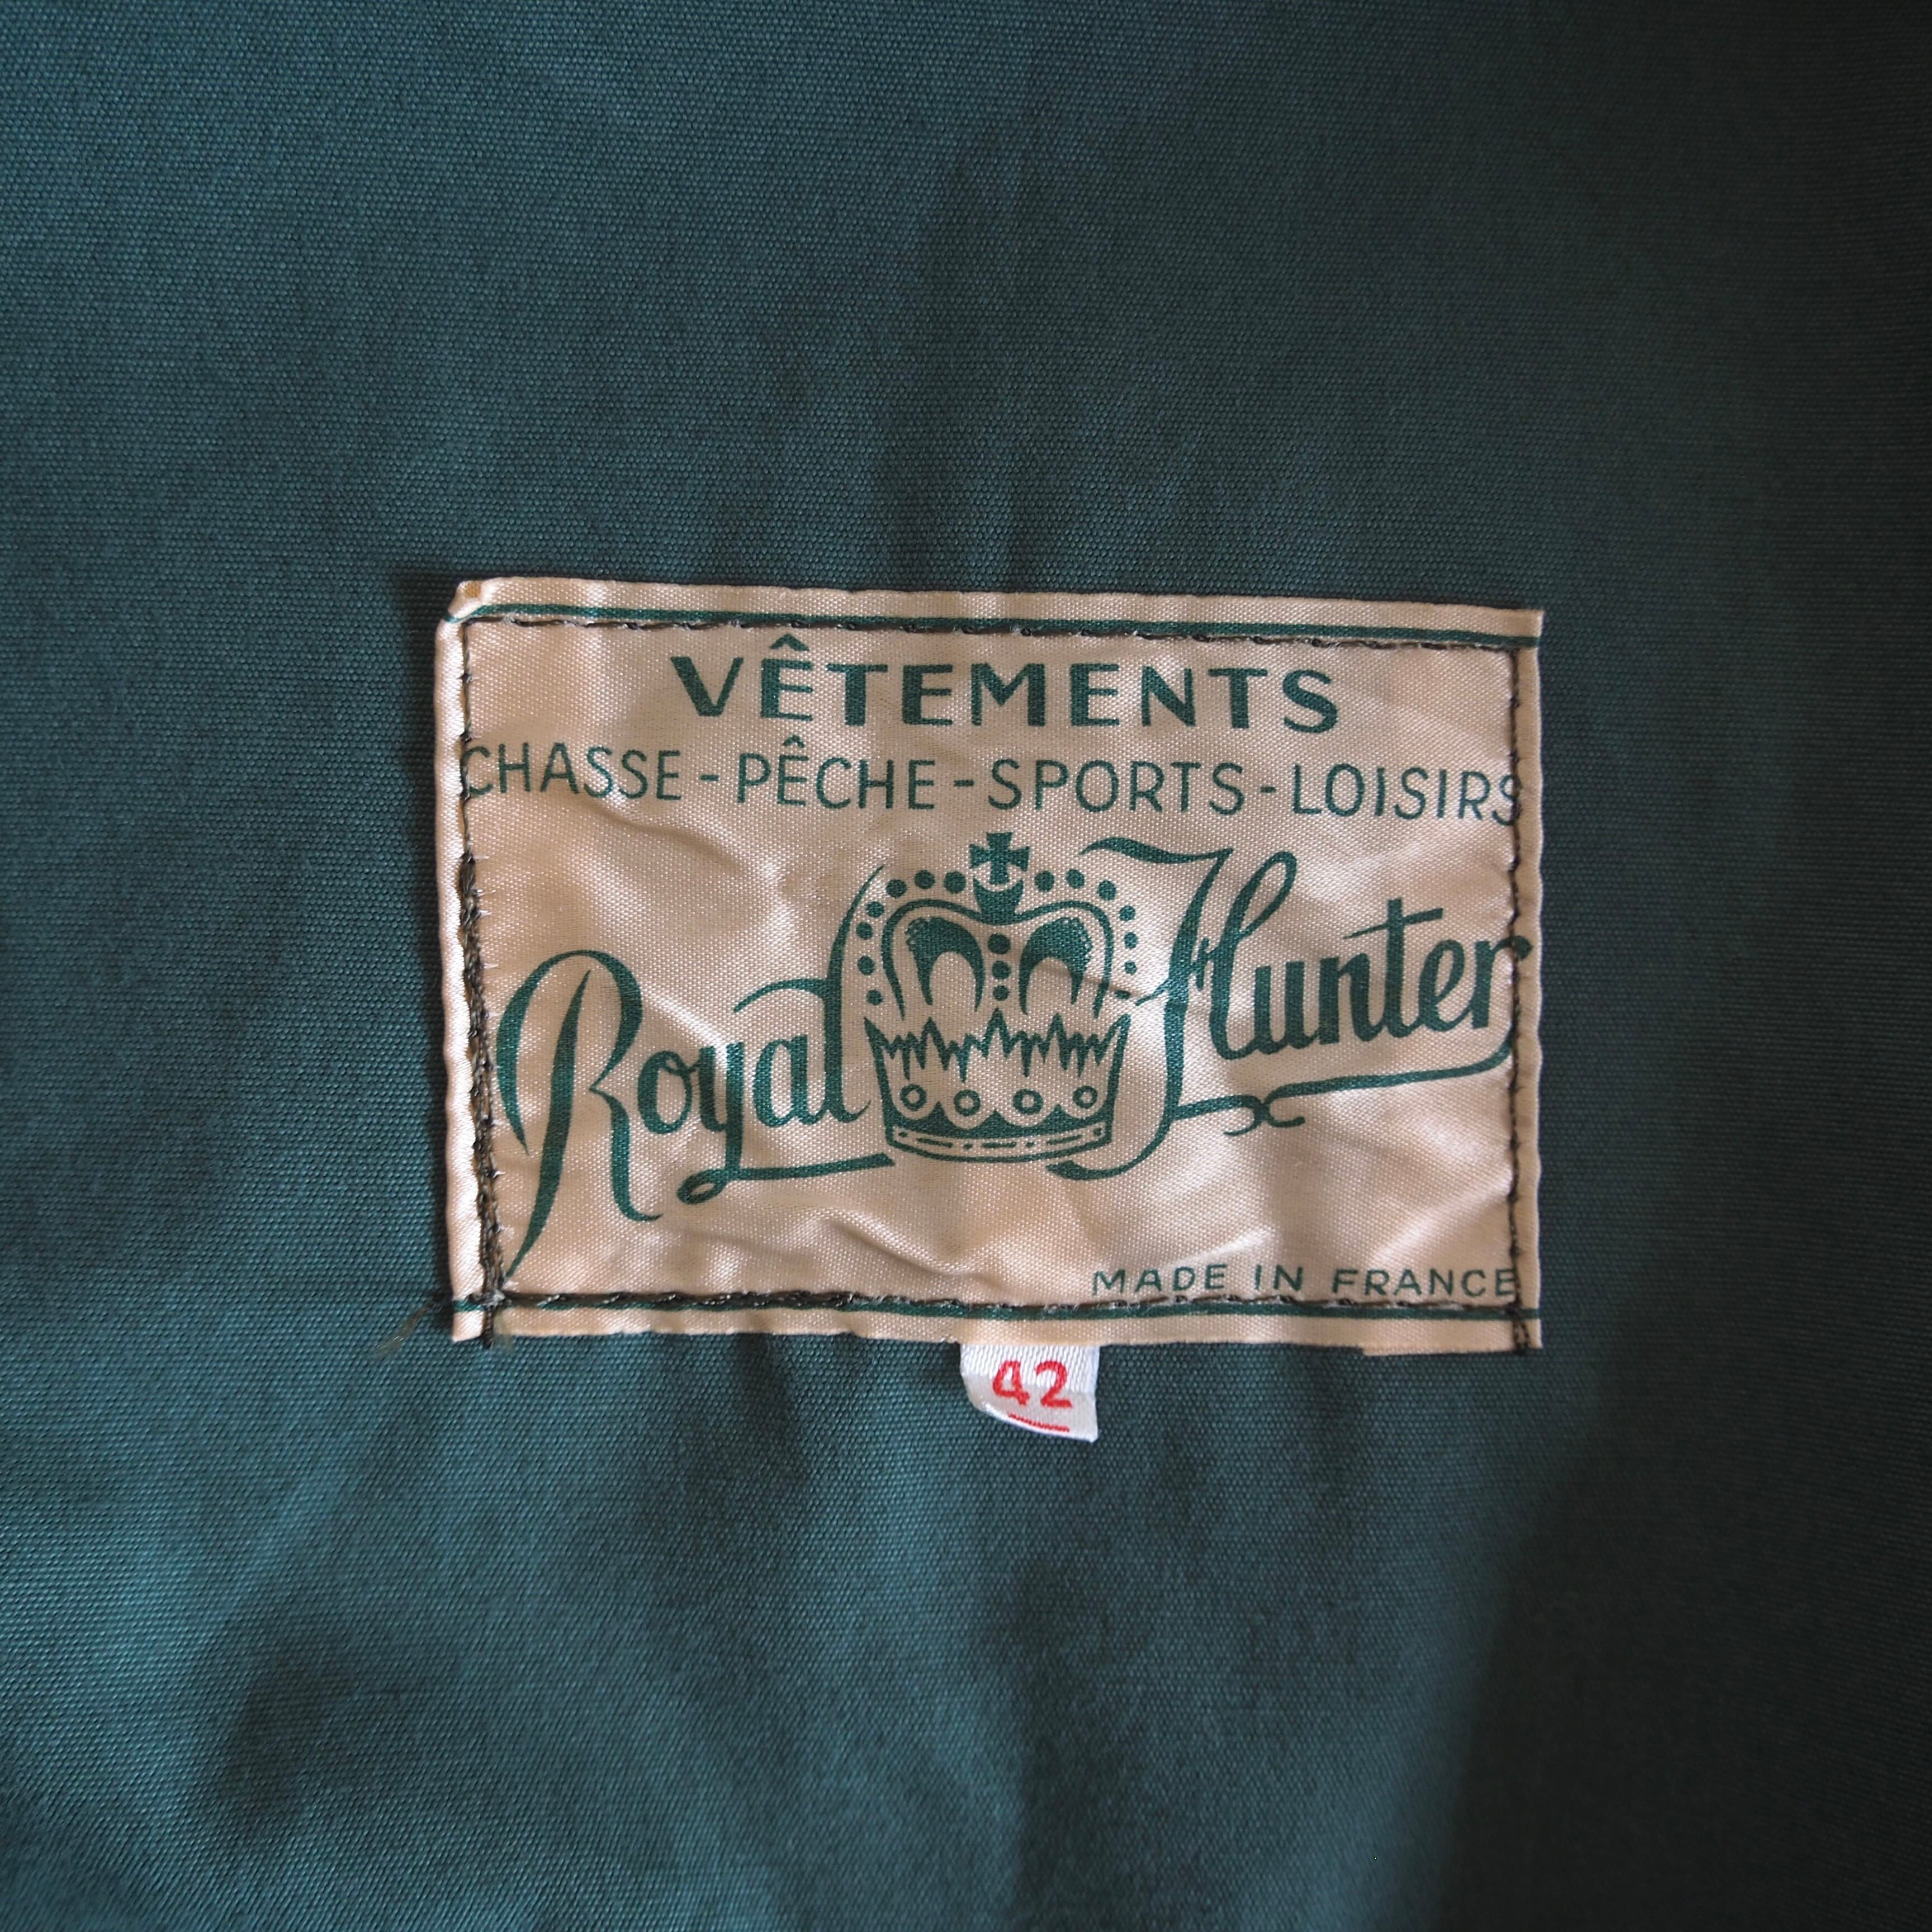 VÊTEMENTS
CHASSE - PÊCHE - SPORTS - LOISIRS
Royal Hunter
MADE IN FRANCE
42